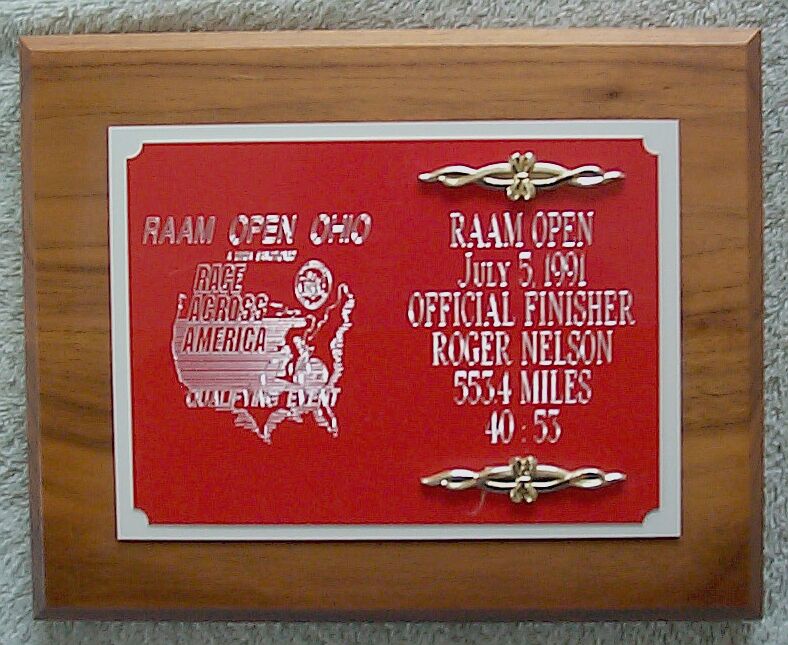 RAAM OPEN OHIO
RACE
ACROSS
AMERICA
QUALIFYING EVENT
RAAM OPEN
July 5, 1991
OFFICIAL FINISHER
ROGER NELSON
553.4 MILES
40 : 53